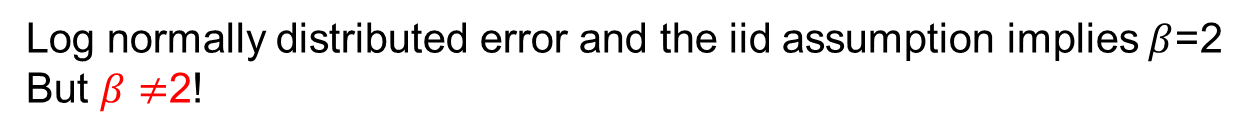 Log normally distributed error and the iid assumption implies β=2
But β ≠2!